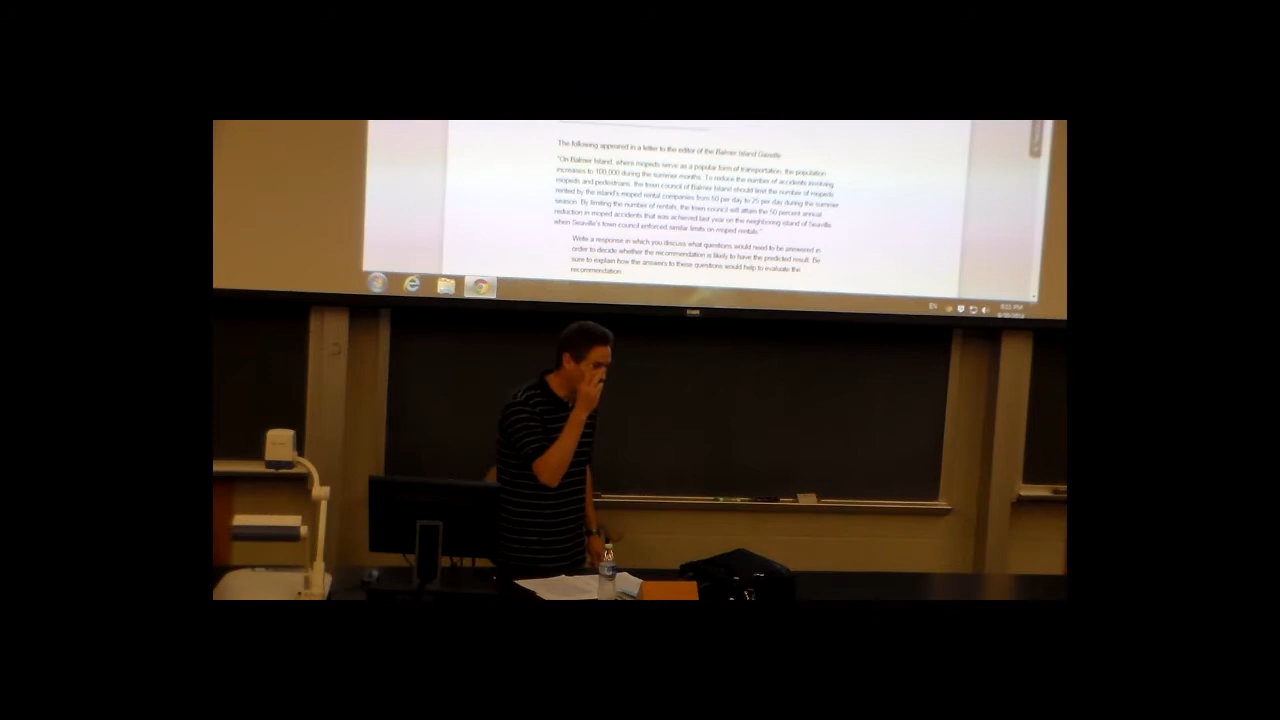 The following appeared in a letter to the editor of the Balmer Island Gazette.
"On Balmer Island, where mopeds serve as a popular form of transportation, the population
increases to 100,000 during the summer months. To reduce the number of accidents involving
mopeds and pedestrians, the town council of Balmer Island should limit the number of mopeds
rented by the island's moped rental companies from 50 per day to 25 per day during the summer
season. By limiting the number of rentals, the town council will attain the 50 percent annual
reduction in moped accidents that was achieved last year on the neighboring island of Seaville
when Seaville's town council enforced similar limits on moped rentals."
Write a response in which you discuss what questions would need to be answered in
order to decide whether the recommendation is likely to have the predicted result. Be
sure to explain how the answers to these questions would help to evaluate the
recommendation
EN